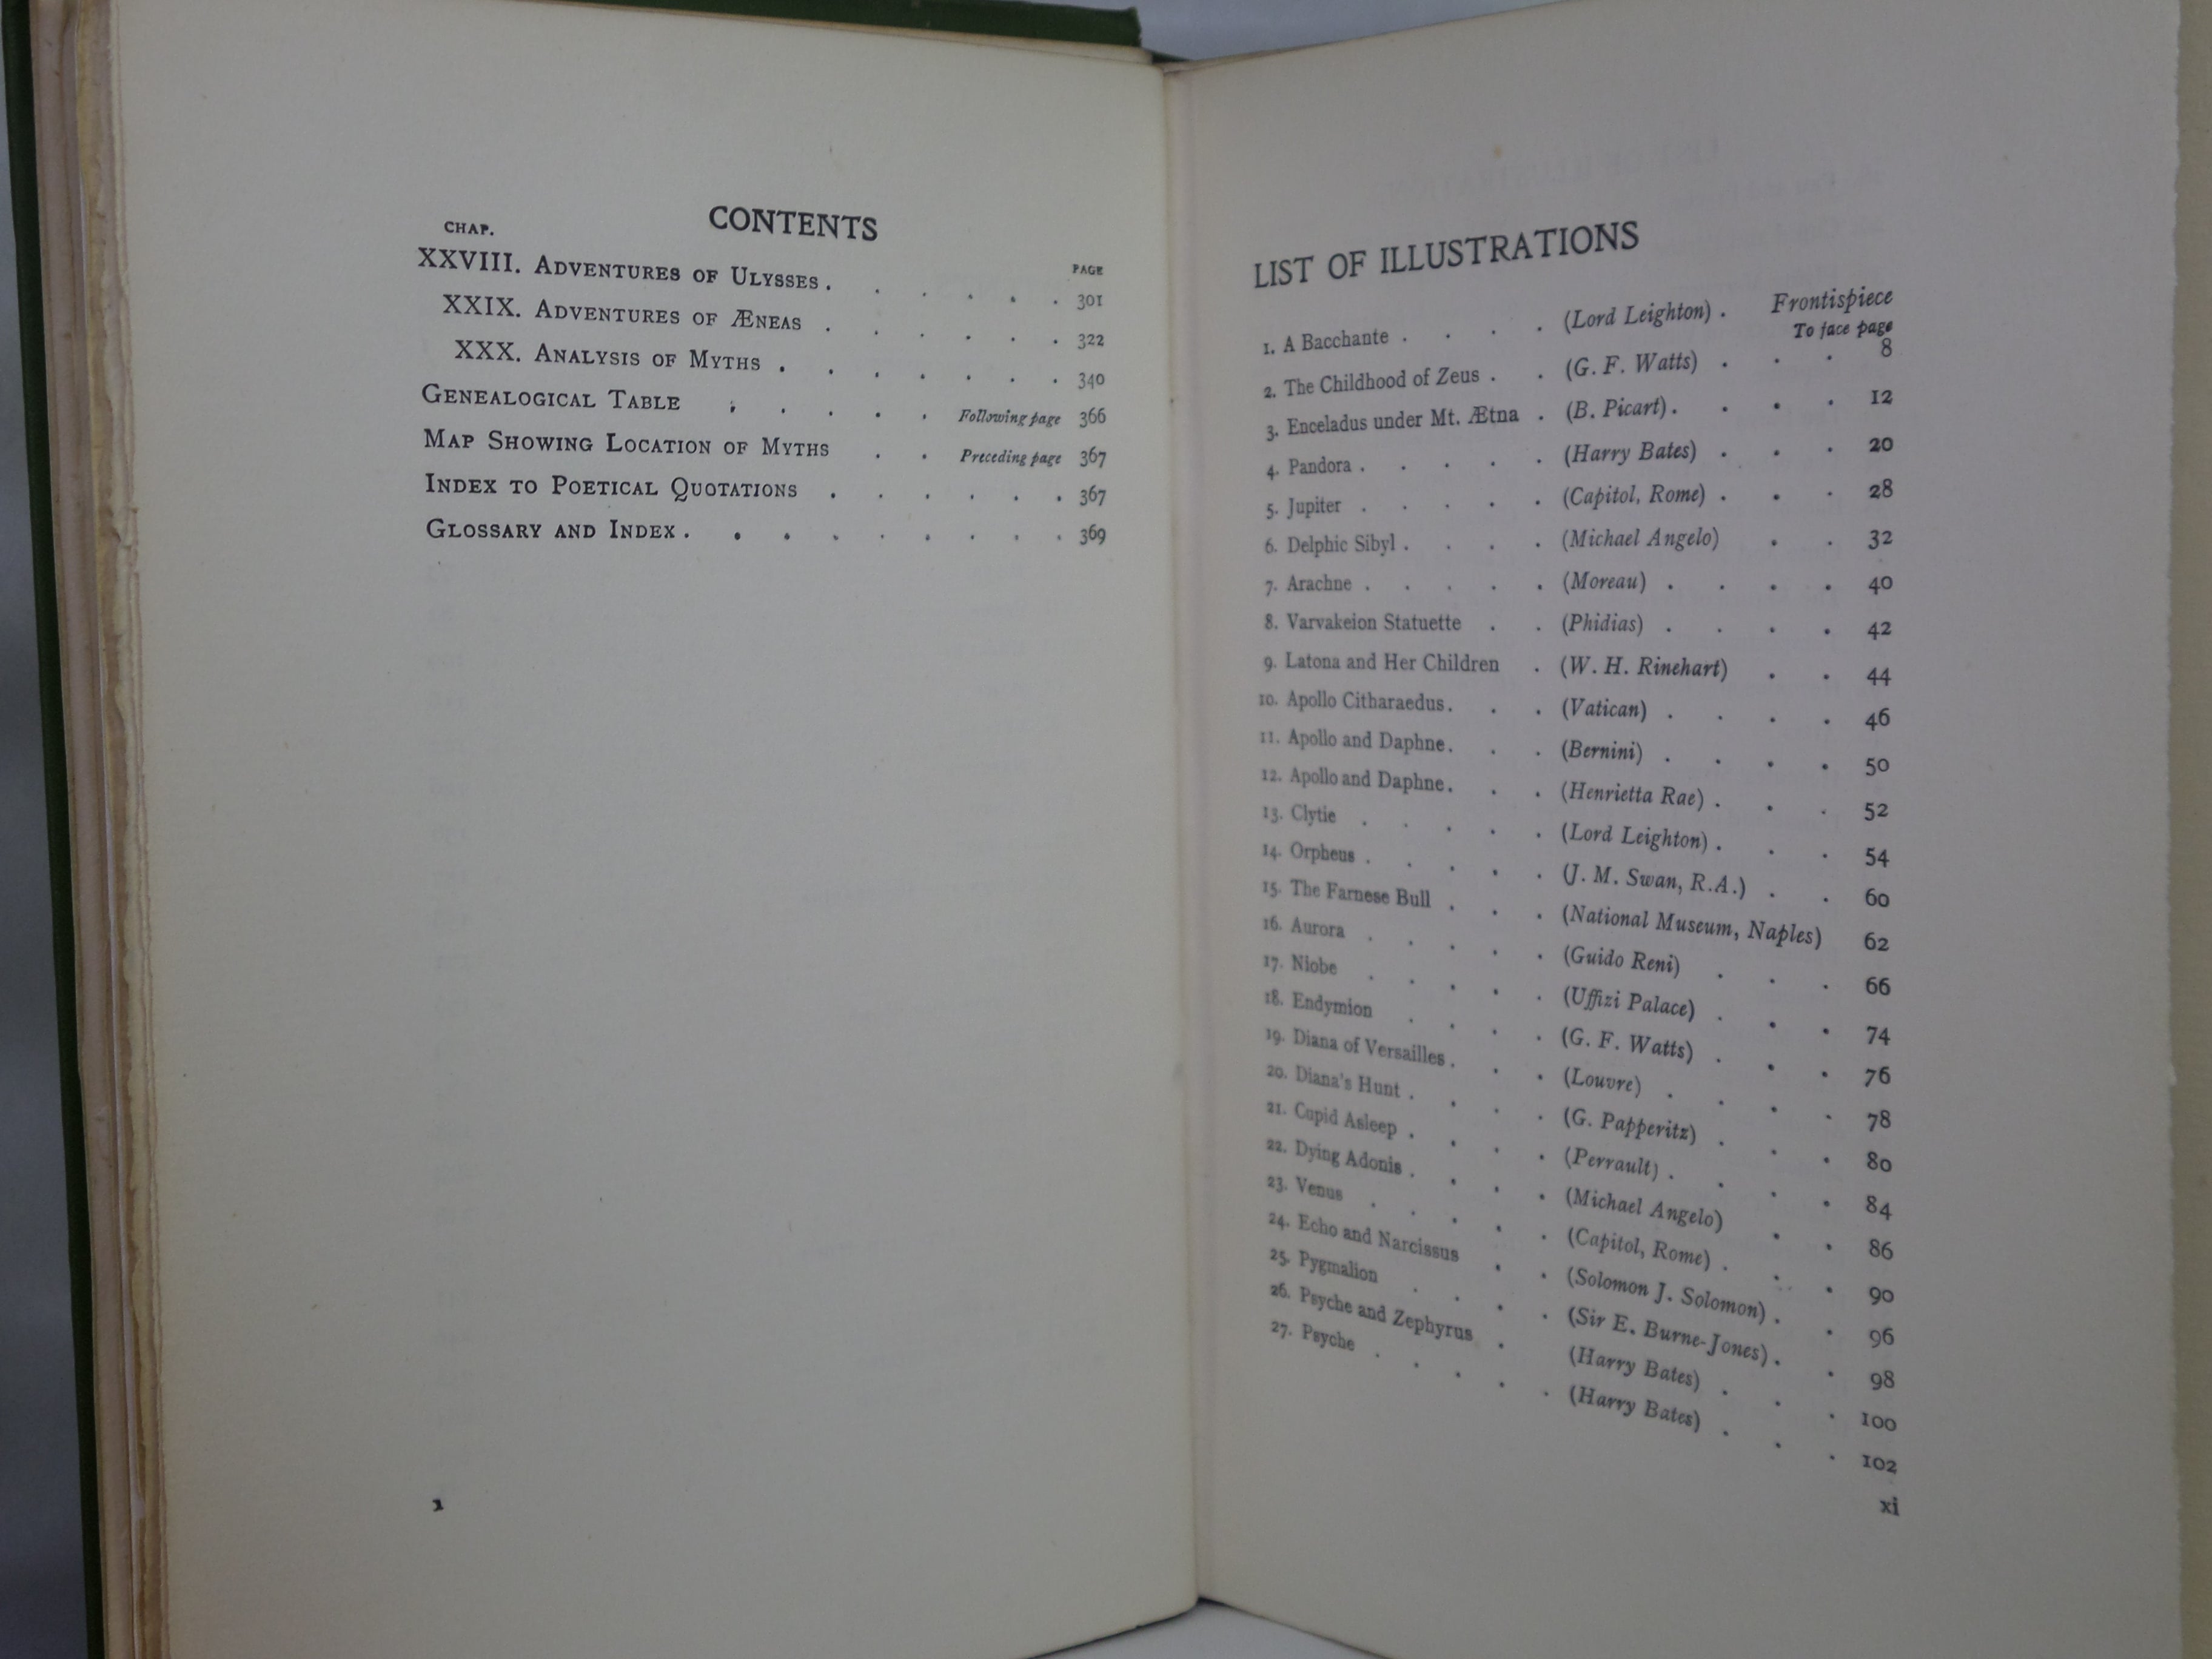 CONTENTS
CHAP.
PAGE
XXVIII. ADVENTURES OF ULYSSES . . . . . . 301
XXIX. ADVENTURES OF ÆNEAS . . . . . . 322
XXX. ANALYSIS OF MYTHS . . . . . . . 340
GENEALOGICAL TABLE . . . . . Following page 366
MAP SHOWING LOCATION OF MYTHS . . Preceding page 367
INDEX TO POETICAL QUOTATIONS . . . . . . 367
GLOSSARY AND INDEX . . . . . . . . . 369
LIST OF ILLUSTRATIONS
1. A Bacchante . . . . (Lord Leighton) . Frontispiece
To face page
2. The Childhood of Zeus . . (G. F. Watts) . . . 8
3. Enceladus under Mt. Ætna . (B. Picart) . . . . 12
4. Pandora . . . . . (Harry Bates) . . . 20
5. Jupiter . . . . . (Capitol, Rome) . . . 28
6. Delphic Sibyl . . . . (Michael Angelo) . . 32
7. Arachne . . . . . (Moreau) . . . . 40
8. Varvakeion Statuette . . (Phidias) . . . . 42
9. Latona and Her Children . (W. H. Rinehart) . . 44
10. Apollo Citharaedus . . . (Vatican) . . . . 46
11. Apollo and Daphne . . . (Bernini) . . . . 50
12. Apollo and Daphne . . . (Henrietta Rae) . . . 52
13. Clytie . . . . . (Lord Leighton) . . . 54
14. Orpheus . . . . . (J. M. Swan, R.A.) . . 60
15. The Farnese Bull . . . (National Museum, Naples) 62
16. Aurora . . . . . (Guido Reni) . . 66
17. Niobe . . . . . (Uffizi Palace) . . . 74
18. Endymion . . . . (G. F. Watts) . . . 76
19. Diana of Versailles . . . (Louvre) . . . . 78
20. Diana's Hunt . . . . (G. Papperitz) . . . 80
21. Cupid Asleep . . . . (Perrault) . . . . 84
22. Dying Adonis . . . . (Michael Angelo) . . 86
23. Venus . . . . . (Capitol, Rome) . . . 90
24. Echo and Narcissus . . (Solomon J. Solomon) . . 96
25. Pygmalion . . . . (Sir E. Burne-Jones) . . 98
26. Psyche and Zephyrus . (Harry Bates) . . . 100
27. Psyche . . . . . (Harry Bates) . . . 102
xi